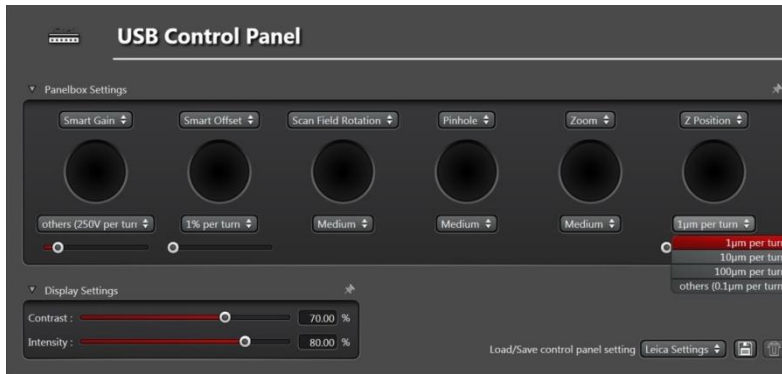 USB Control Panel
Panelbox Settings
Smart Gain
Smart Offset
Scan Field Rotation
Pinhole
Zoom
Z Position
others (250V per turn
1% per turn
Medium
Medium
Medium
1µm per turn
1µm per turn
10µm per turn
100µm per turn
others (0.1µm per turn
Display Settings
Contrast : 70.00 %
Intensity : 80.00 %
Load/Save control panel setting Leica Settings